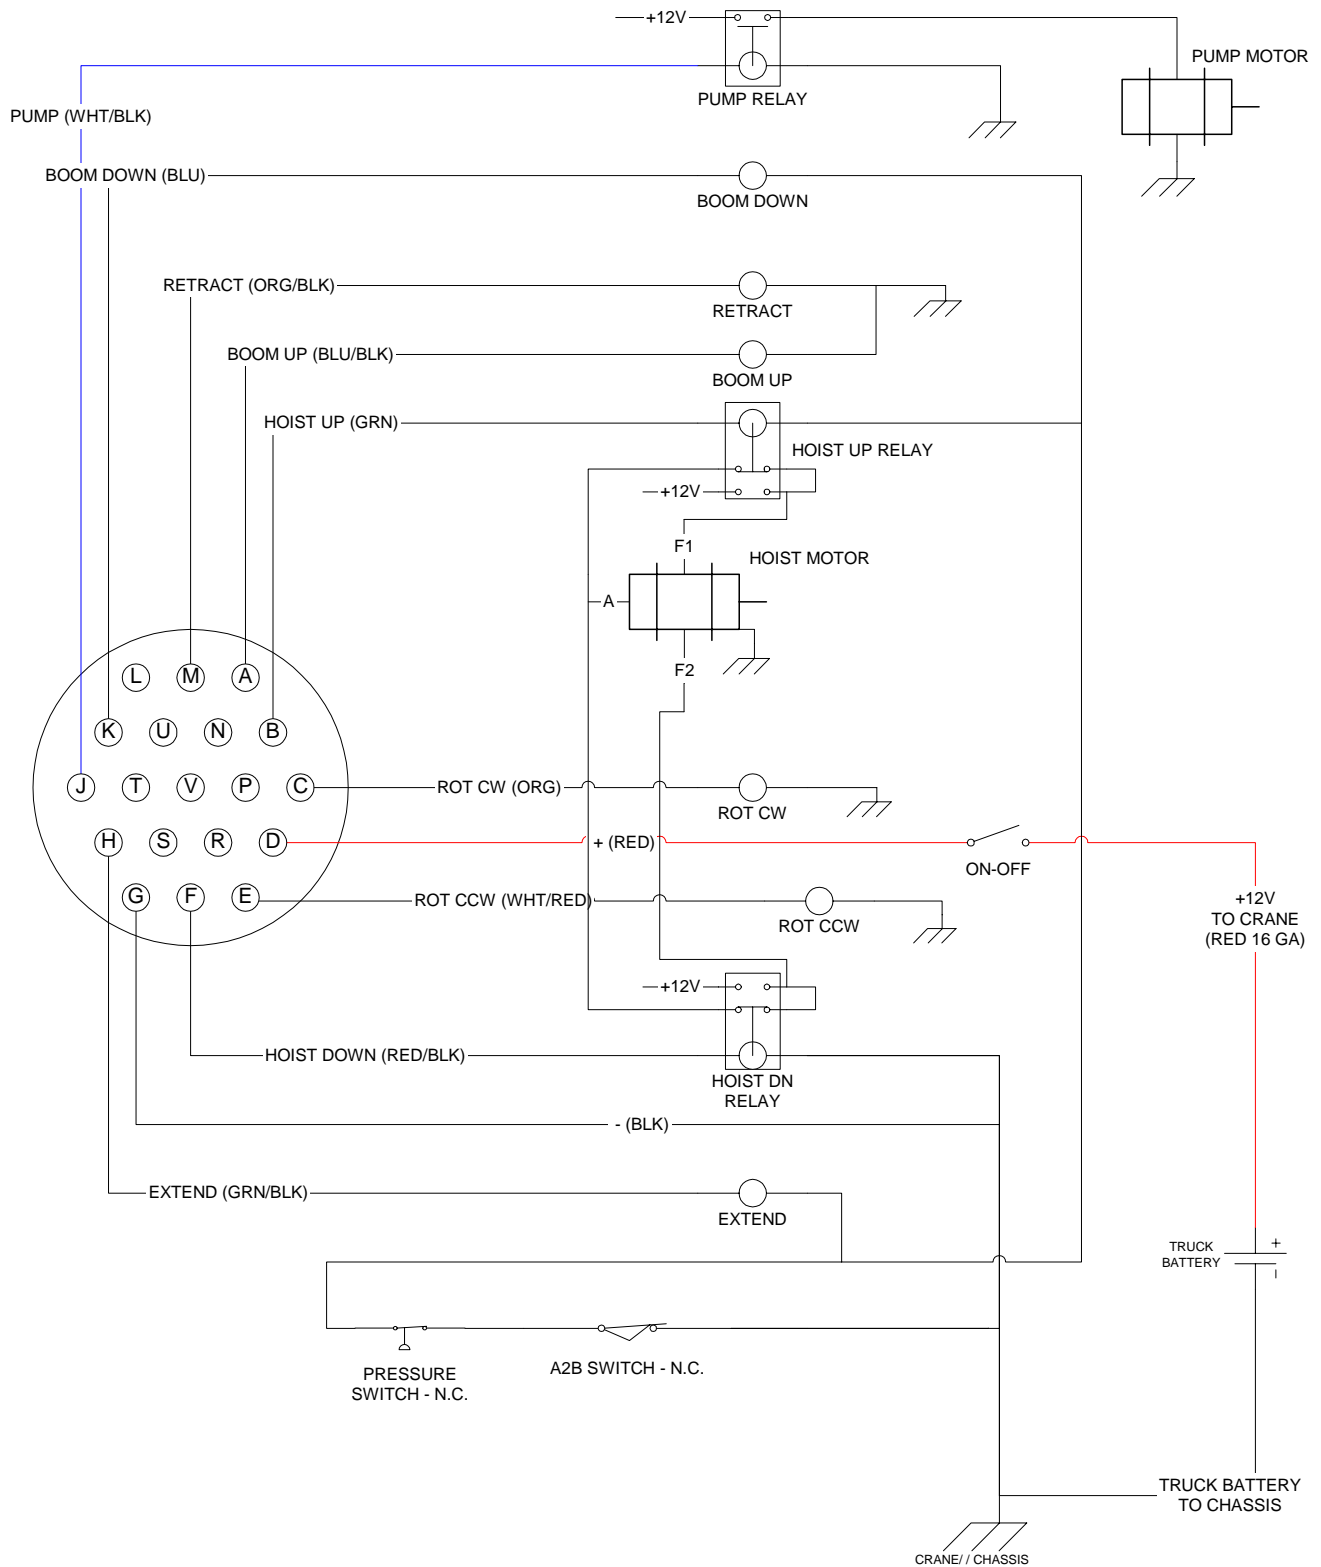 +12V
PUMP MOTOR
PUMP RELAY
PUMP (WHT/BLK)
BOOM DOWN (BLU)
BOOM DOWN
RETRACT (ORG/BLK)
RETRACT
BOOM UP (BLU/BLK)
BOOM UP
HOIST UP (GRN)
HOIST UP RELAY
+12V
F1
HOIST MOTOR
A
F2
L M A
K U N B
J T V P C
ROT CW (ORG)
ROT CW
H S R D
+ (RED)
ON-OFF
G F E
ROT CCW (WHT/RED)
ROT CCW
+12V
TO CRANE
(RED 16 GA)
+12V
HOIST DOWN (RED/BLK)
HOIST DN
RELAY
- (BLK)
EXTEND (GRN/BLK)
EXTEND
TRUCK
BATTERY
+
-
PRESSURE
SWITCH - N.C.
A2B SWITCH - N.C.
TRUCK BATTERY
TO CHASSIS
CRANE/ / CHASSIS